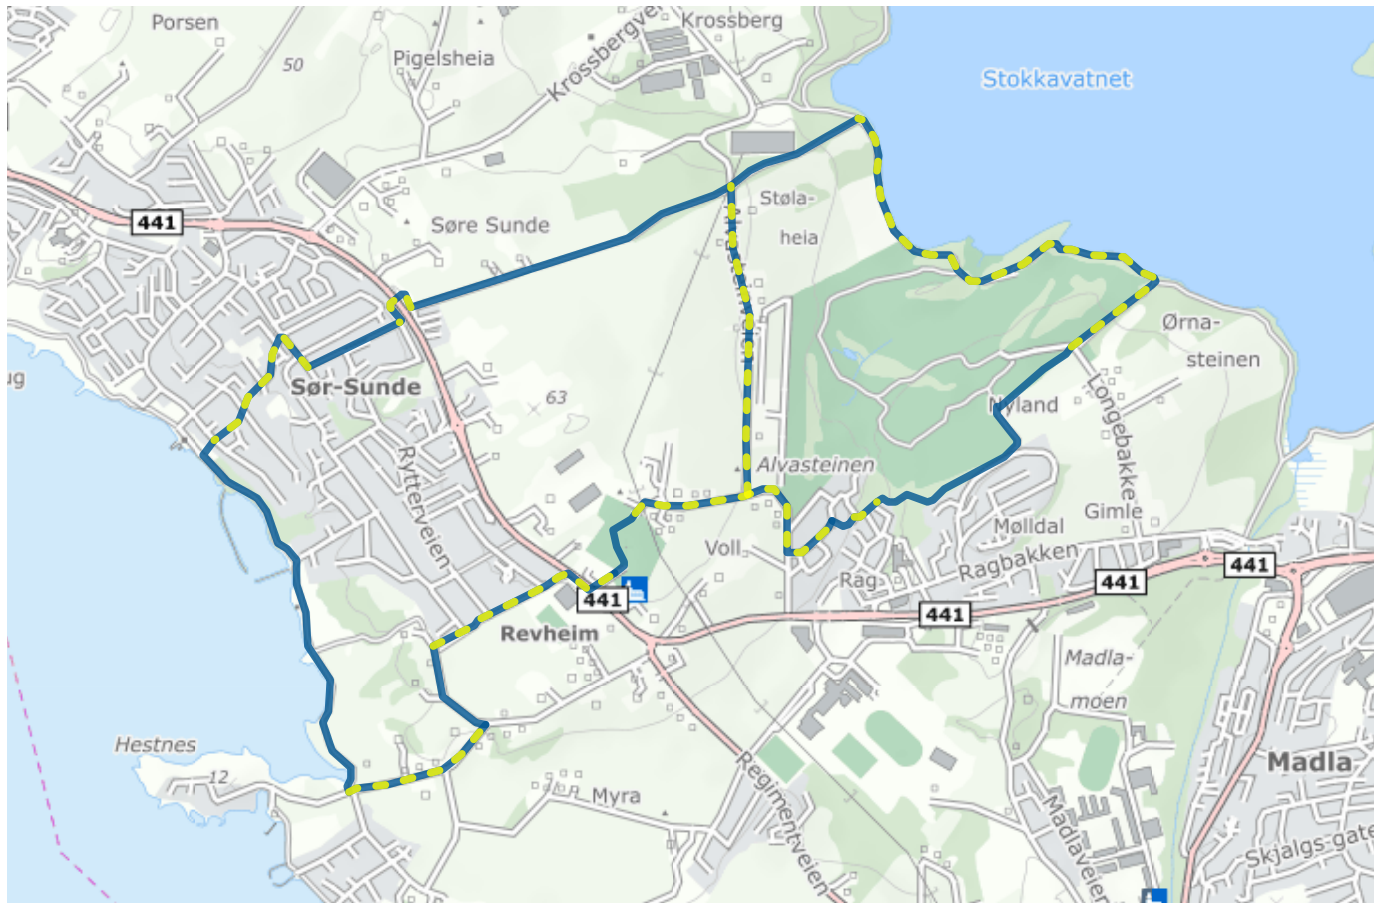 Porsen
Krossberg
50
Pigelsheia
Krossbergvei
Stokkavatnet
441
Søre Sunde
Støla-
heia
Alvasteinveien
Ørna-
steinen
ug
Sør-Sunde
63
Nyland
Longebakke
Rytterveien
Alvasteinen
Gimle
Mølldal
Voll
Ragbakken
Rag-
441
441
441
441
Revheim
Madla-
moen
Hestnes
12
Myra
Madla
Regimentveien
Madlaveien
Skjalgs-gate